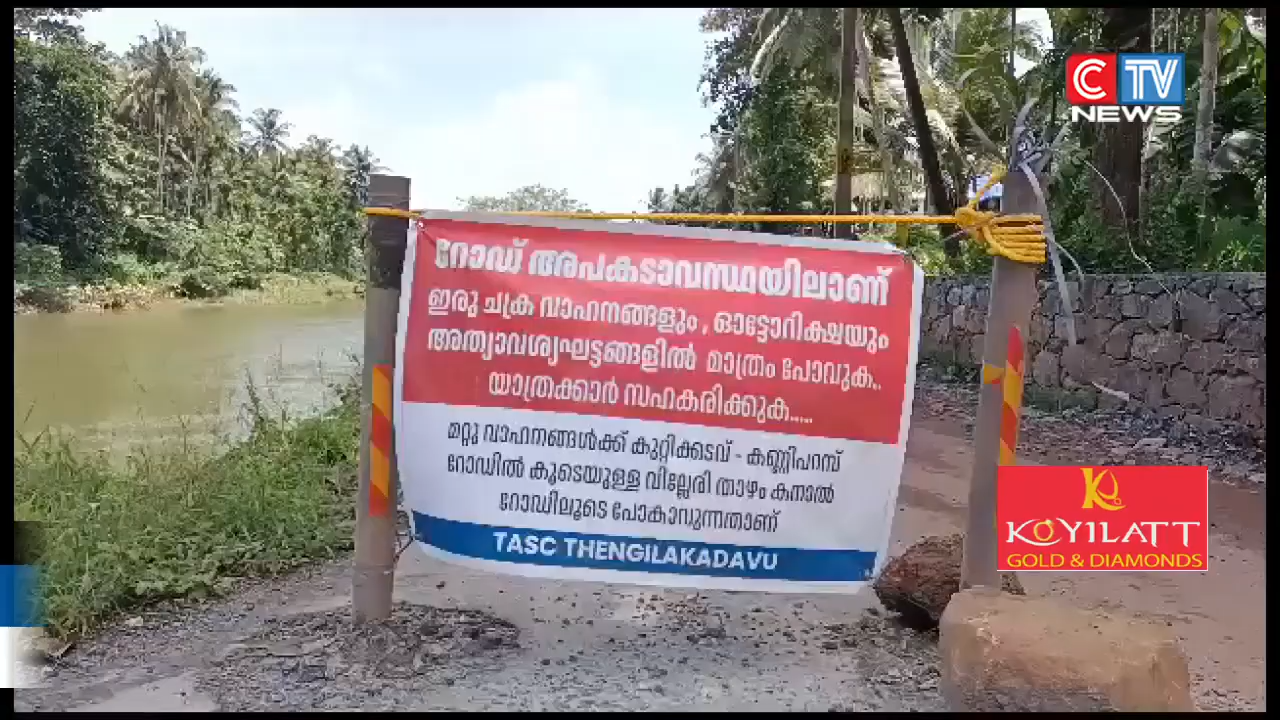 C TV
NEWS
റോഡ് അപകടാവസ്ഥയിലാണ്
ഇരു ചക്ര വാഹനങ്ങളും , ഓട്ടോറിക്ഷയും
അത്യാവശ്യഘട്ടങ്ങളിൽ മാത്രം പോവുക..
യാത്രക്കാർ സഹകരിക്കുക.....
മറ്റു വാഹനങ്ങൾക്ക് കുറ്റിക്കടവ് - കണ്ണിപറമ്പ്
റോഡിൽ കൂടെയുള്ള വില്ലേരി താഴം കനാൽ
റോഡിലൂടെ പോകാവുന്നതാണ്
TASC THENGILAKADAVU
KOYILATT
GOLD & DIAMONDS